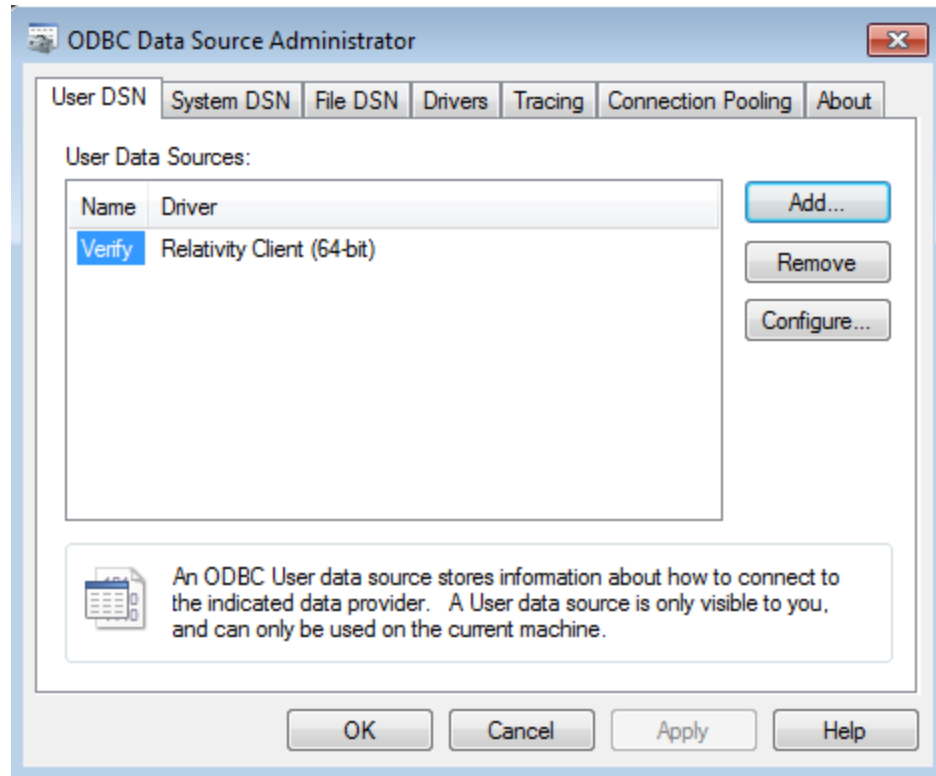 ODBC Data Source Administrator
User DSN System DSN File DSN Drivers Tracing Connection Pooling About
User Data Sources:
Name Driver
Add...
Verify Relativity Client (64-bit)
Remove
Configure...
An ODBC User data source stores information about how to connect to
the indicated data provider. A User data source is only visible to you,
and can only be used on the current machine.
OK Cancel Apply Help